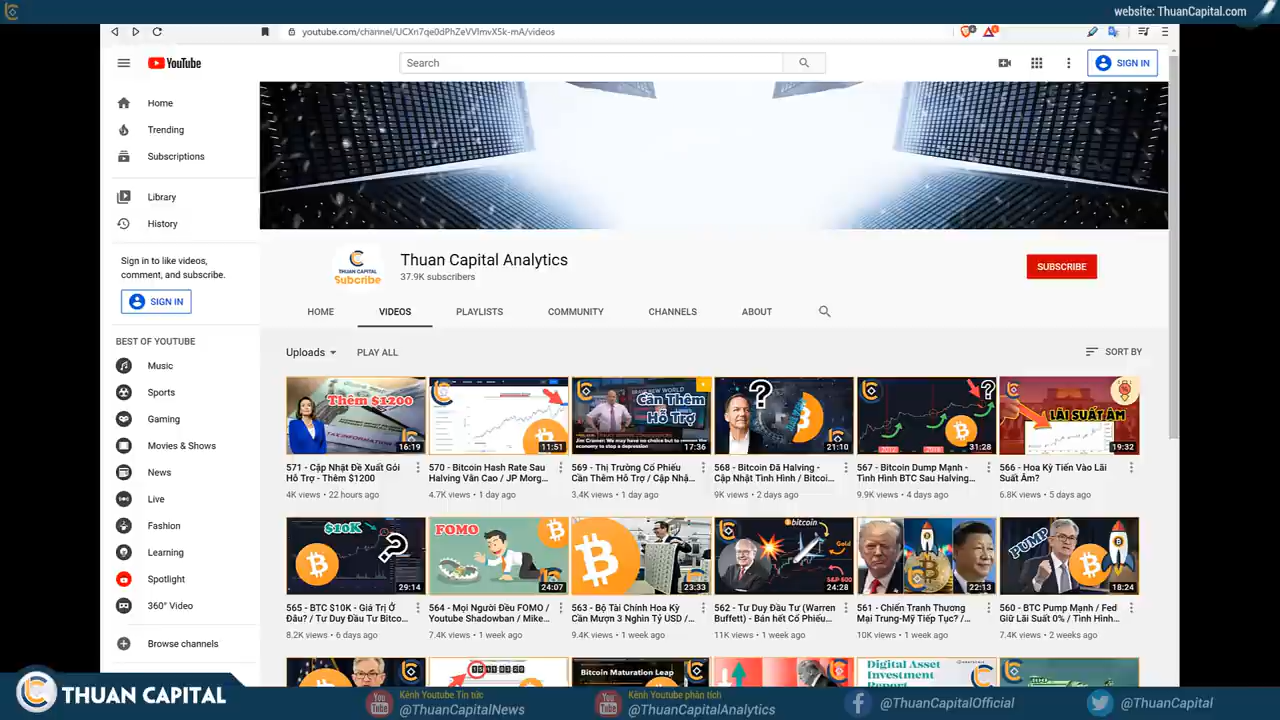 website: ThuanCapital.com
youtube.com/channel/UCXn7qe0dPhZeVVImvX5k-mA/videos
YouTube
Search
SIGN IN
Home
Trending
Subscriptions
Library
History
Sign in to like videos,
comment, and subscribe.
SIGN IN
BEST OF YOUTUBE
Music
Sports
Gaming
Movies & Shows
News
Live
Fashion
Learning
Spotlight
360° Video
Browse channels
THUAN CAPITAL
Subcribe
Thuan Capital Analytics
37.9K subscribers
SUBSCRIBE
HOME
VIDEOS
PLAYLISTS
COMMUNITY
CHANNELS
ABOUT
Uploads
PLAY ALL
SORT BY
Thêm $1200
16:19
571 - Cập Nhật Đề Xuất Gói
Hỗ Trợ - Thêm $1200
4K views • 22 hours ago
11:51
570 - Bitcoin Hash Rate Sau
Halving Vẫn Cao / JP Morg...
4.7K views • 1 day ago
Cần Thêm
Hỗ Trợ
17:36
569 - Thị Trường Cổ Phiếu
Cần Thêm Hỗ Trợ / Cập Nhậ...
3.4K views • 1 day ago
21:10
568 - Bitcoin Đã Halving -
Cập Nhật Tình Hình / Bitcoi...
9K views • 2 days ago
31:28
567 - Bitcoin Dump Mạnh -
Tình Hình BTC Sau Halving...
9.9K views • 4 days ago
LÃI SUẤT ÂM
19:32
566 - Hoa Kỳ Tiến Vào Lãi
Suất Âm?
6.8K views • 5 days ago
$10K
29:14
565 - BTC $10K - Giá Trị Ở
Đâu? / Tư Duy Đầu Tư Bitco...
8.2K views • 6 days ago
FOMO
24:07
564 - Mọi Người Đều FOMO /
Youtube Shadowban / Mike...
7.4K views • 1 week ago
23:33
563 - Bộ Tài Chính Hoa Kỳ
Cần Mượn 3 Nghìn Tỷ USD /...
9.4K views • 1 week ago
bitcoin
Gold
S&P 500
24:28
562 - Tư Duy Đầu Tư (Warren
Buffett) - Bán hết Cổ Phiếu...
11K views • 1 week ago
22:13
561 - Chiến Tranh Thương
Mại Trung-Mỹ Tiếp Tục? /...
10K views • 1 week ago
PUMP
18:24
560 - BTC Pump Mạnh / Fed
Giữ Lãi Suất 0% / Tình Hình...
7.4K views • 2 weeks ago
Bitcoin Maturation Leap
Digital Asset
Investment
Report
THUAN CAPITAL
Kênh Youtube Tin tức
@ThuanCapitalNews
Kênh Youtube phân tích
@ThuanCapitalAnalytics
@ThuanCapitalOfficial
@ThuanCapital